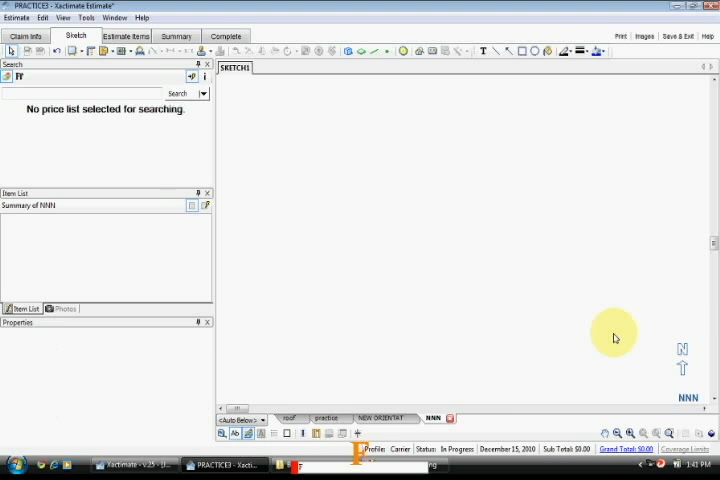 PRACTICE3 - Xactimate Estimate*
Estimate Edit View Tools Window Help
Claim Info Sketch Estimate Items Summary Complete
Print Images Save & Exit Help
Search
SKETCH1
Search
No price list selected for searching.
Item List
Summary of NNN
Item List Photos
Properties
N
NNN
<Auto Below> roof practice NEW ORIENTAT NNN
Profile: Carrier Status: In Progress December 15, 2010 Sub Total: $0.00 Grand Total: $0.00 Coverage Limits
Xactimate - v.25 - [J... PRACTICE3 - Xacti... 1:41 PM